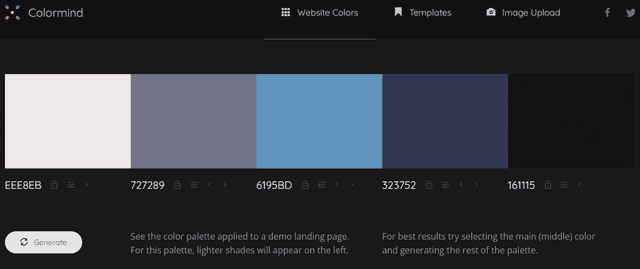 Colormind
Website Colors
Templates
Image Upload
EEE8EB
727289
6195BD
323752
161115
Generate
See the color palette applied to a demo landing page.
For this palette, lighter shades will appear on the left.
For best results try selecting the main (middle) color
and generating the rest of the palette.